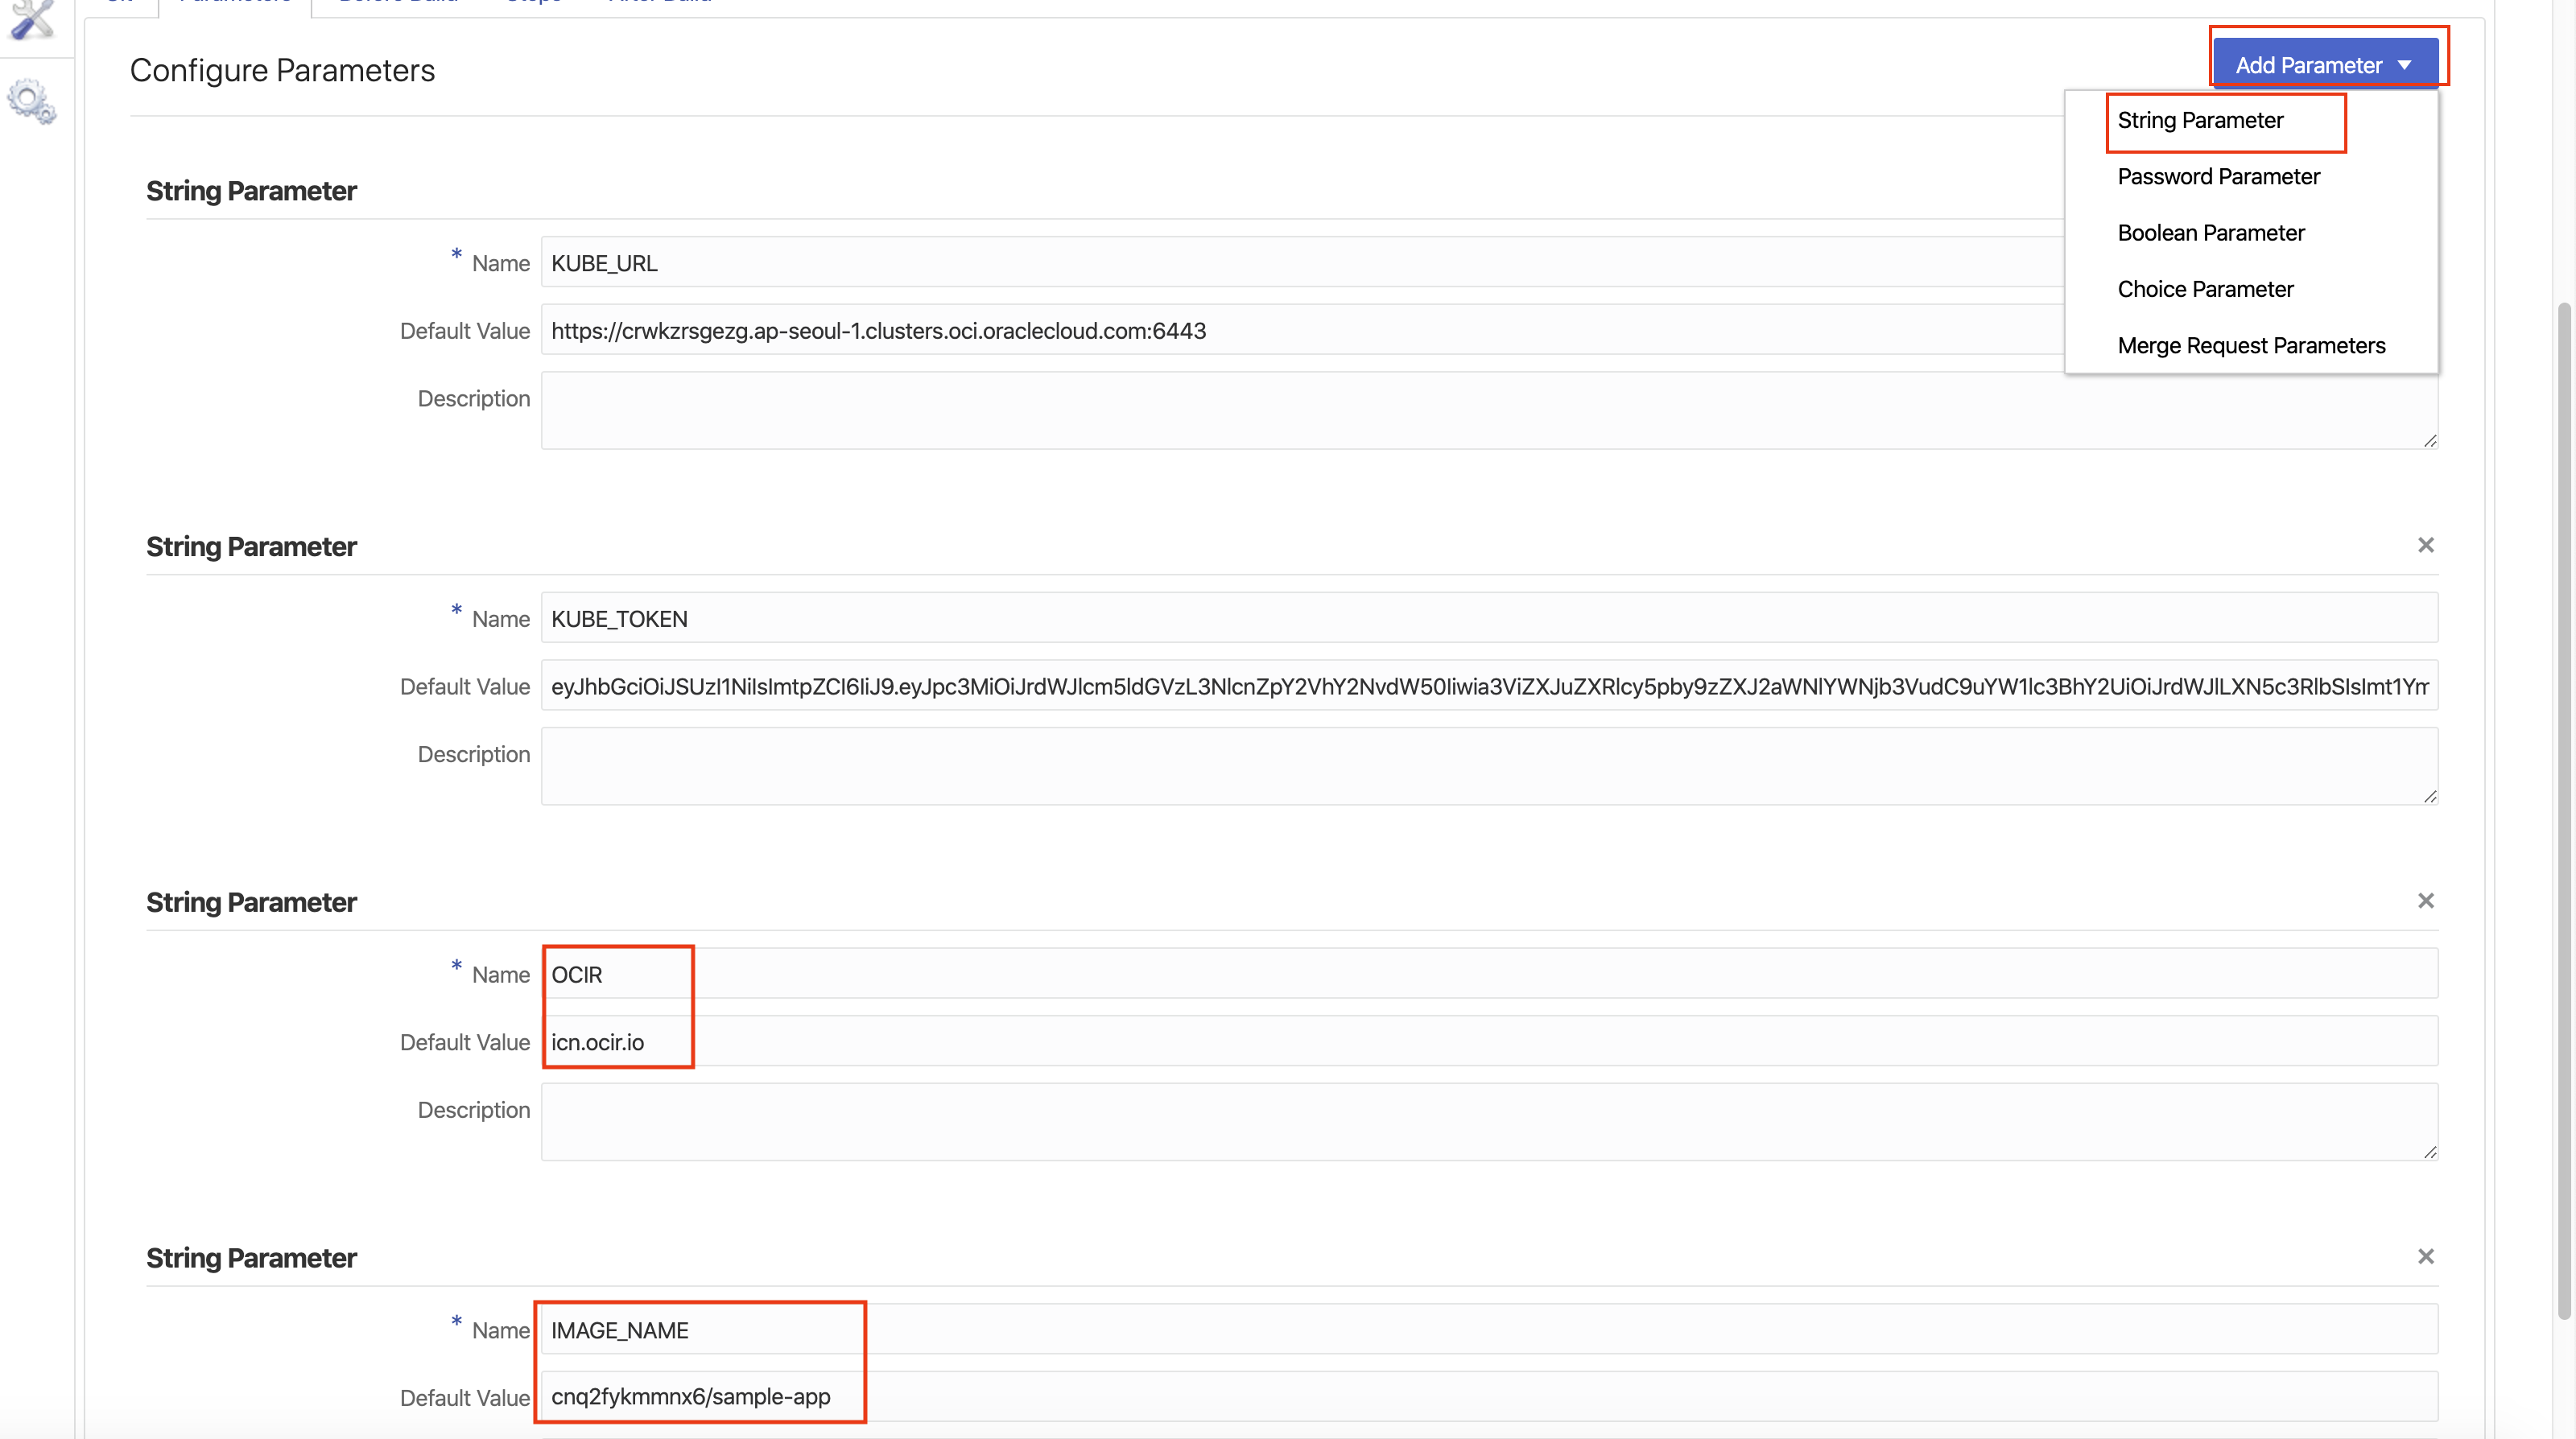 Configure Parameters
Add Parameter
String Parameter
Password Parameter
Boolean Parameter
Choice Parameter
Merge Request Parameters
String Parameter
* Name KUBE_URL
Default Value https://crwkzrsgezg.ap-seoul-1.clusters.oci.oraclecloud.com:6443
Description
String Parameter
* Name KUBE_TOKEN
Default Value
Description
String Parameter
* Name OCIR
Default Value icn.ocir.io
Description
String Parameter
* Name IMAGE_NAME
Default Value cnq2fykmmnx6/sample-app